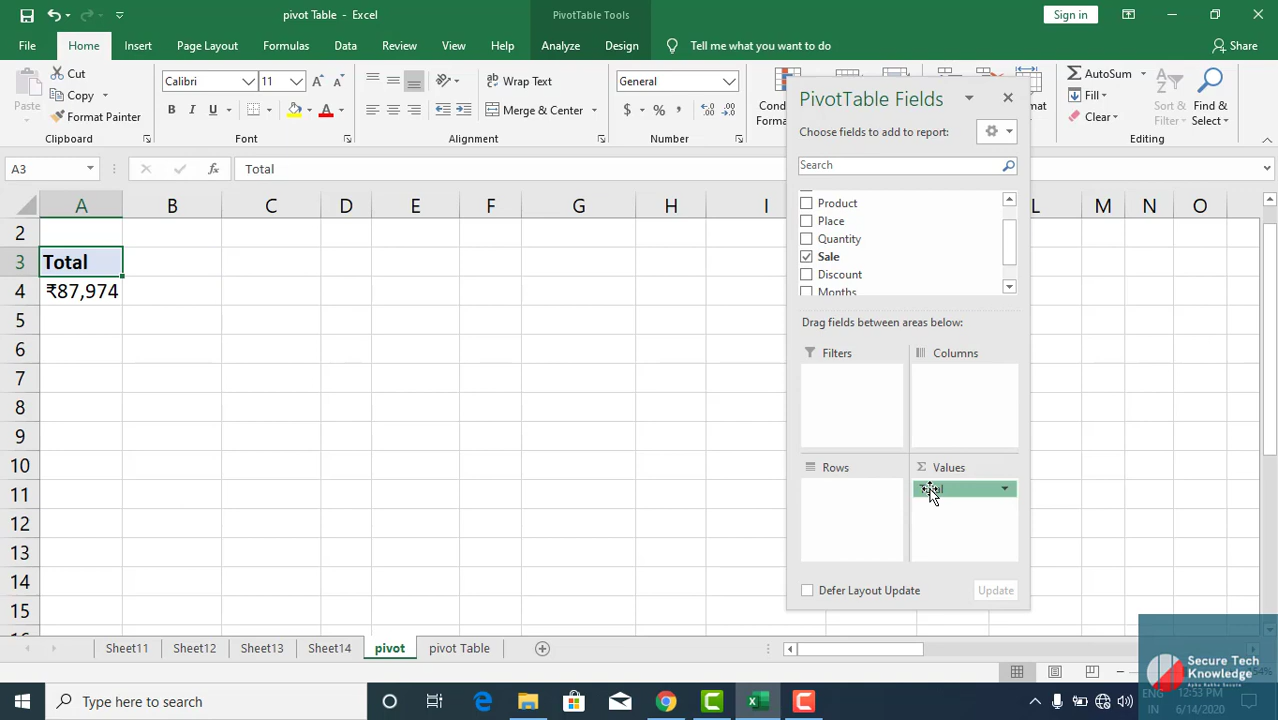 pivot Table - Excel
PivotTable Tools
Sign in
File
Home
Insert
Page Layout
Formulas
Data
Review
View
Help
Analyze
Design
Tell me what you want to do
Share
Paste
Cut
Copy
Format Painter
Clipboard
Calibri
11
B I U
Font
Wrap Text
Merge & Center
Alignment
General
$ % ,
Number
AutoSum
Fill
Clear
Sort &
Filter
Find &
Select
Editing
A3
Total
A B C D E F G H I L M N O
2
3 Total
4 ₹87,974
5
6
7
8
9
10
11
12
13
14
15
PivotTable Fields
Choose fields to add to report:
Search
Product
Place
Quantity
Sale
Discount
Months
Drag fields between areas below:
Filters
Columns
Rows
Values
Defer Layout Update
Update
Sheet11
Sheet12
Sheet13
Sheet14
pivot
pivot Table
Type here to search
ENG
IN
12:53 PM
6/14/2020
Secure Tech
Knowledge